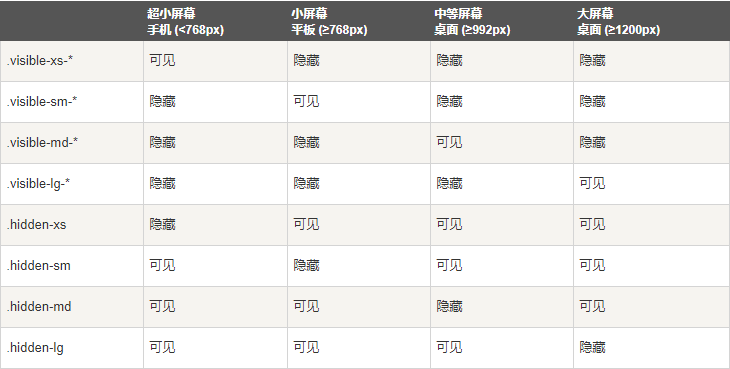 超小屏幕 小屏幕 中等屏幕 大屏幕
手机 (<768px) 平板 (≥768px) 桌面 (≥992px) 桌面 (≥1200px)
.visible-xs-* 可见 隐藏 隐藏 隐藏
.visible-sm-* 隐藏 可见 隐藏 隐藏
.visible-md-* 隐藏 隐藏 可见 隐藏
.visible-lg-* 隐藏 隐藏 隐藏 可见
.hidden-xs 隐藏 可见 可见 可见
.hidden-sm 可见 隐藏 可见 可见
.hidden-md 可见 可见 隐藏 可见
.hidden-lg 可见 可见 可见 隐藏